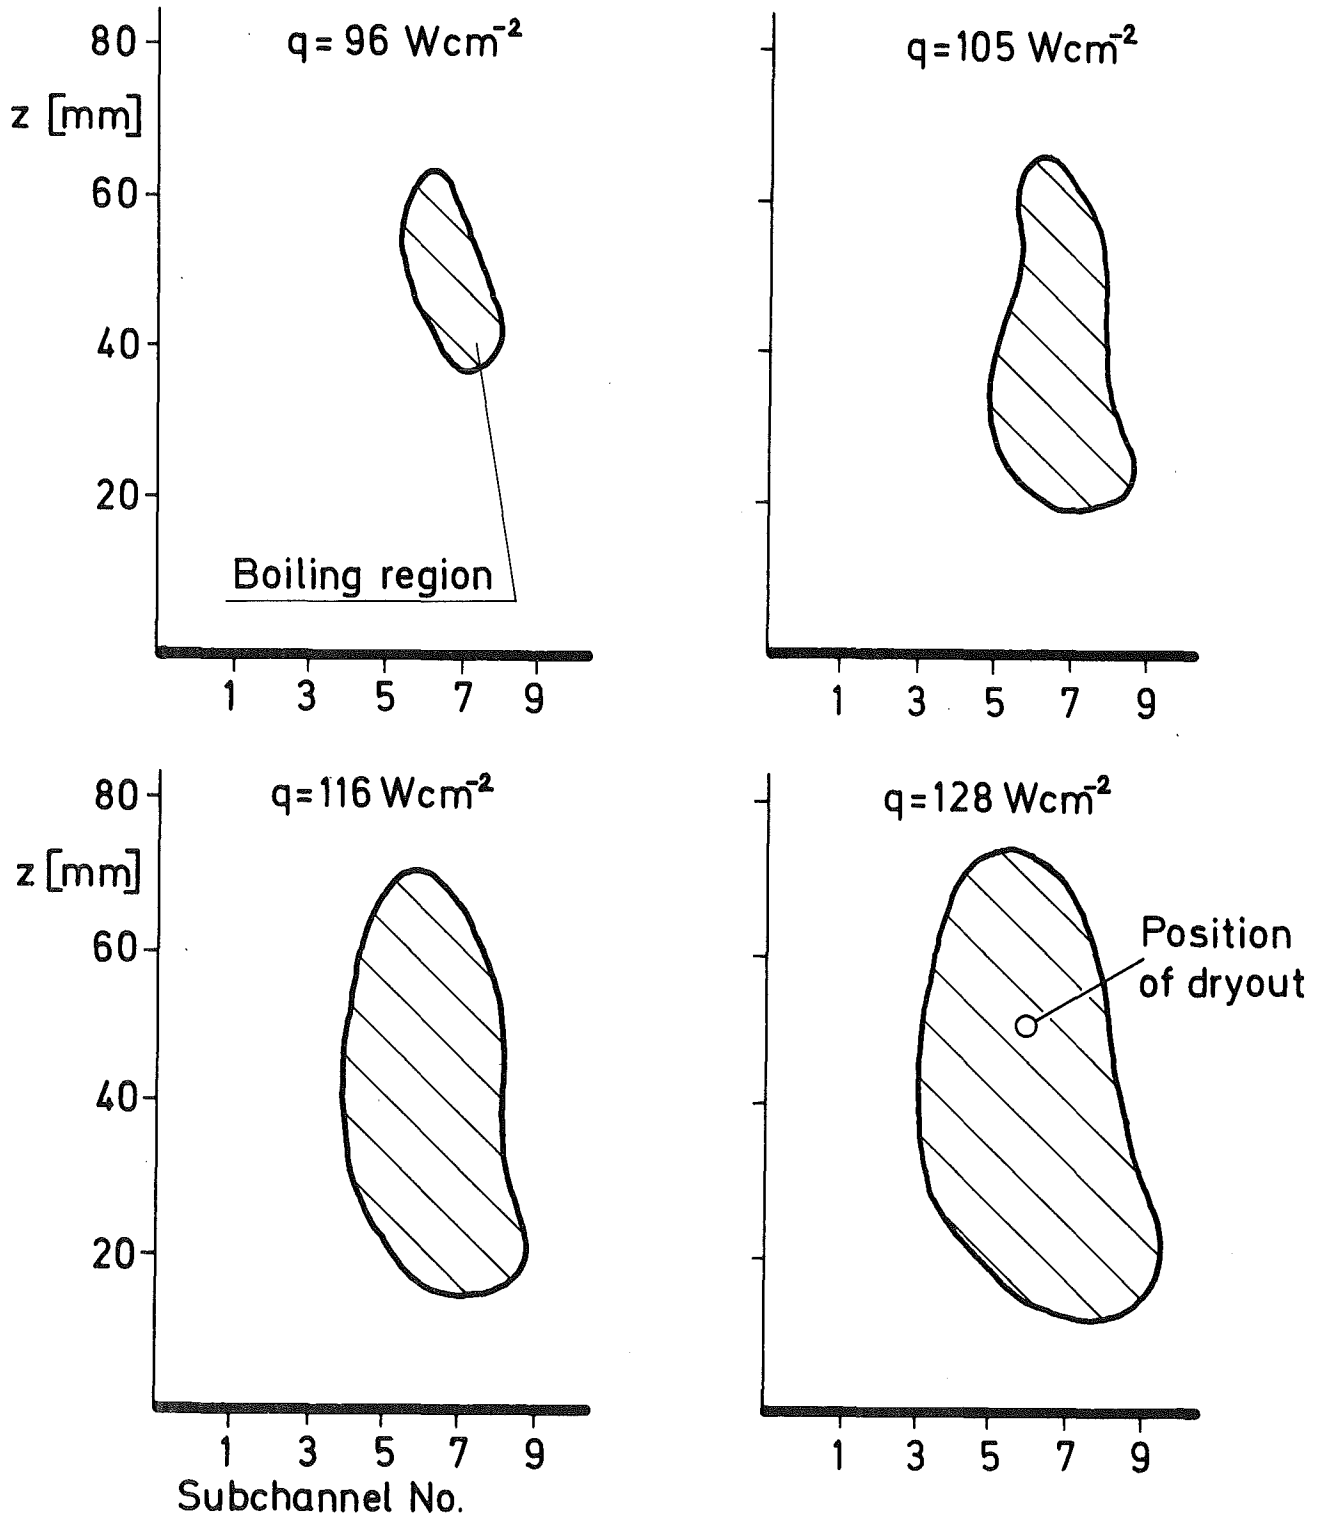 q = 96 Wcm⁻²
80
z [mm]
60
40
20
Boiling region
1 3 5 7 9
q=105 Wcm⁻²
1 3 5 7 9
q=116 Wcm⁻²
80
z [mm]
60
40
20
1 3 5 7 9
Subchannel No.
q=128 Wcm⁻²
Position
of dryout
1 3 5 7 9